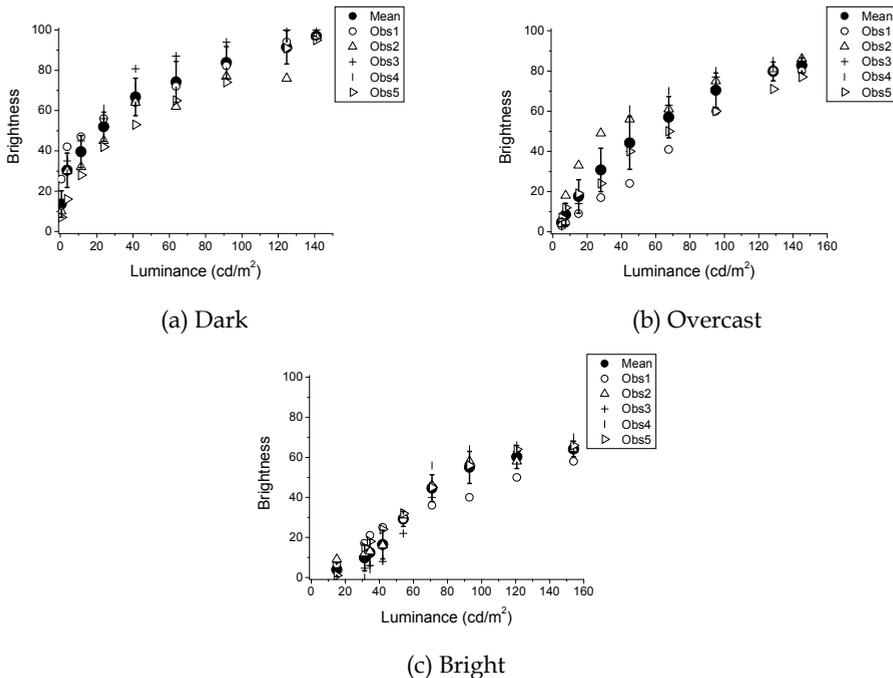 100
80
60
40
20
0
Brightness
0 20 40 60 80 100 120 140
Luminance (cd/m²)
Mean
Obs1
Obs2
Obs3
Obs4
Obs5
(a) Dark
100
80
60
40
20
0
Brightness
0 20 40 60 80 100 120 140 160
Luminance (cd/m²)
Mean
Obs1
Obs2
Obs3
Obs4
Obs5
(b) Overcast
100
80
60
40
20
0
Brightness
0 20 40 60 80 100 120 140 160
Luminance (cd/m²)
Mean
Obs1
Obs2
Obs3
Obs4
Obs5
(c) Bright